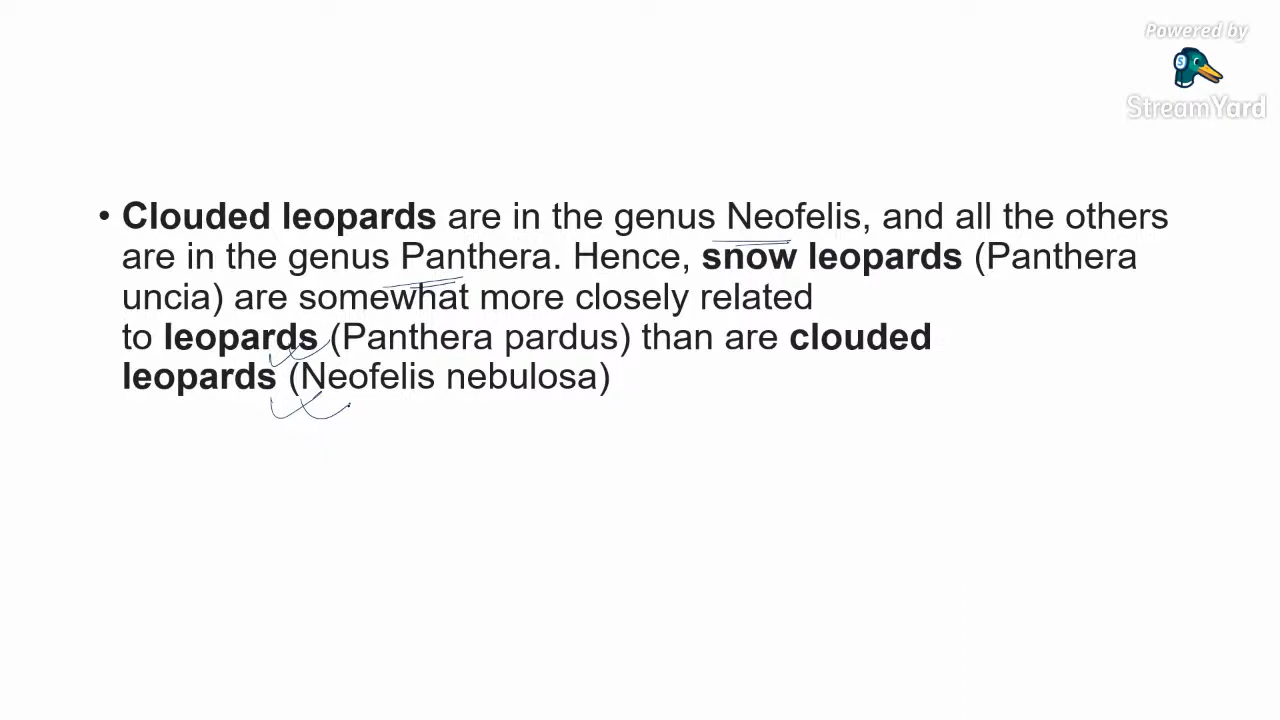 Powered by
StreamYard
• Clouded leopards are in the genus Neofelis, and all the others
are in the genus Panthera. Hence, snow leopards (Panthera
uncia) are somewhat more closely related
to leopards (Panthera pardus) than are clouded
leopards (Neofelis nebulosa)